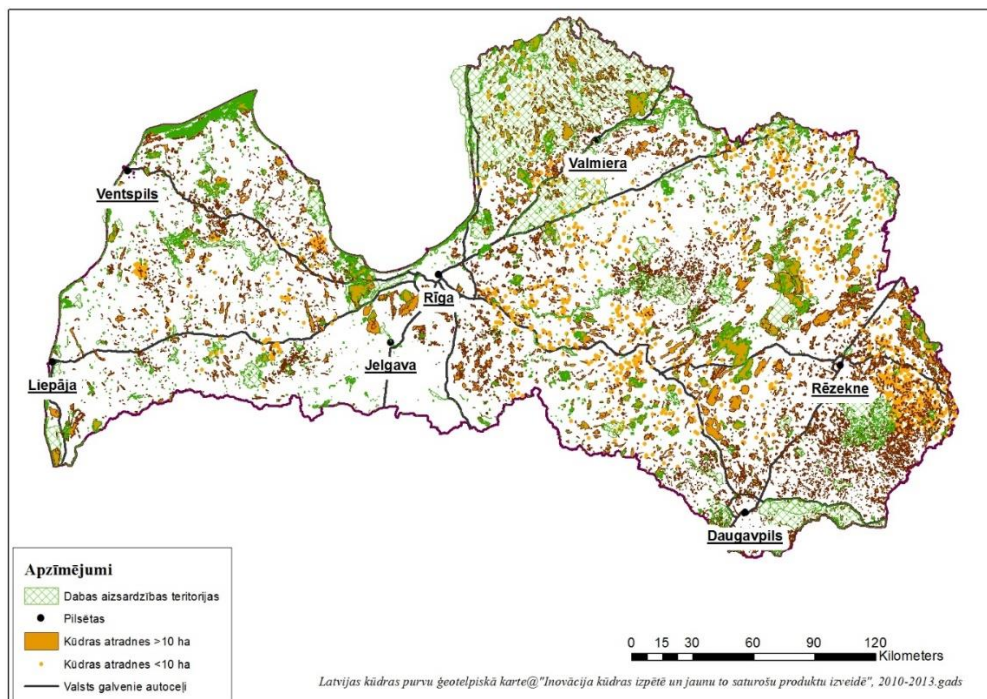 Ventspils
Valmiera
Rīga
Jelgava
Liepāja
Rēzekne
Daugavpils
Apzīmējumi
Dabas aizsardzības teritorijas
Pilsētas
Kūdras atradnes >10 ha
Kūdras atradnes <10 ha
Valsts galvenie autoceļi
0 15 30 60 90 120
Kilometers
Latvijas kūdras purvu ģeotelpiskā karte@"Inovācija kūdras izpētē un jaunu to saturošo produktu izveidē", 2010-2013.gads